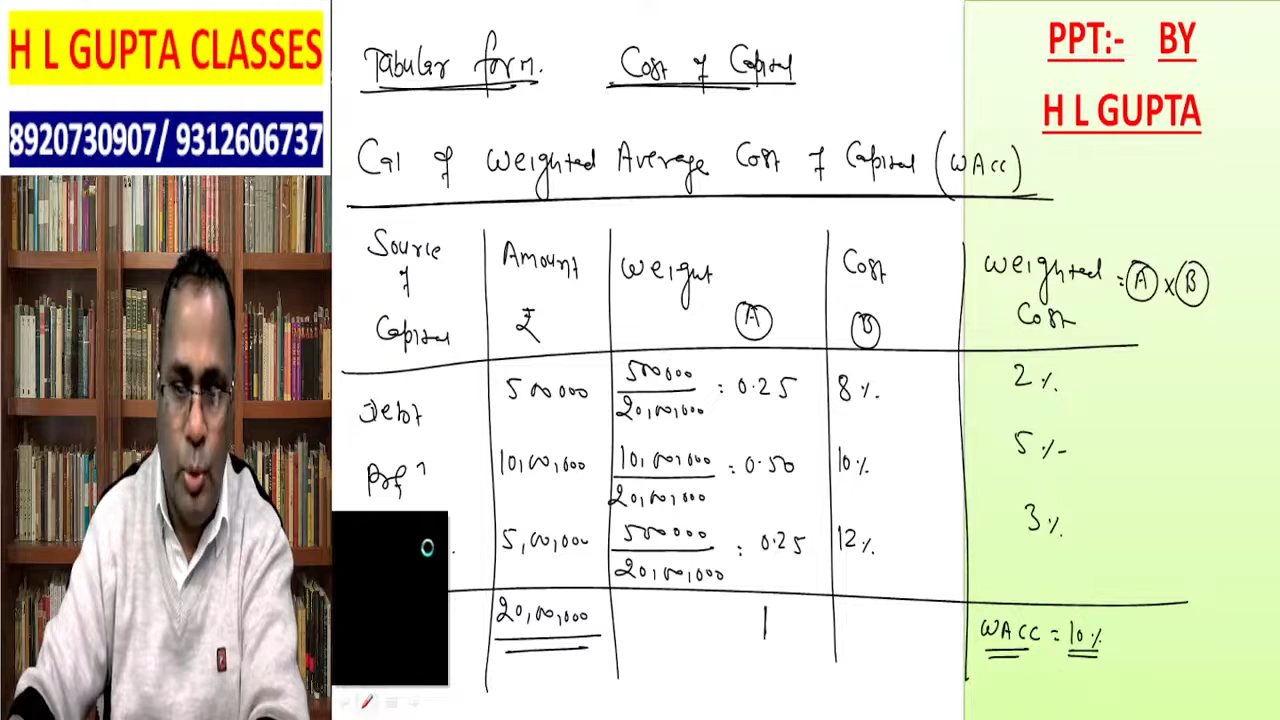 H L GUPTA CLASSES
8920730907/ 9312606737
PPT:- BY
H L GUPTA
Tabular form. Cost of Capital
Cal of Weighted Average Cost of Capital (WACC)
Source of Capital Amount ₹ Weight (A) Cost (B) Weighted Cost = (A) x (B)
Debt 500000 500000/20,00,000 = 0.25 8% 2%
Pref 10,00,000 10,00,000/20,00,000 = 0.50 10% 5%
5,00,000 500000/20,00,000 = 0.25 12% 3%
20,00,000 1 WACC = 10%